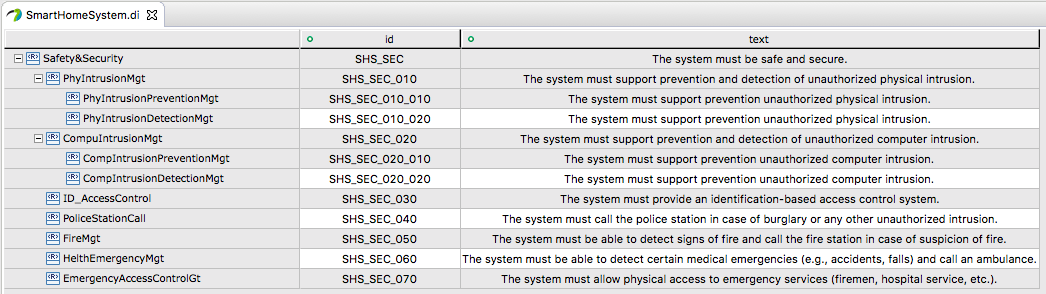 SmartHomeSystem.di
id text
Safety&Security SHS_SEC The system must be safe and secure.
PhyIntrusionMgt SHS_SEC_010 The system must support prevention and detection of unauthorized physical intrusion.
PhyIntrusionPreventionMgt SHS_SEC_010_010 The system must support prevention unauthorized physical intrusion.
PhyIntrusionDetectionMgt SHS_SEC_010_020 The system must support prevention unauthorized physical intrusion.
CompuIntrusionMgt SHS_SEC_020 The system must support prevention and detection of unauthorized computer intrusion.
CompIntrusionPreventionMgt SHS_SEC_020_010 The system must support prevention unauthorized computer intrusion.
CompIntrusionDetectionMgt SHS_SEC_020_020 The system must support prevention unauthorized computer intrusion.
ID_AccessControl SHS_SEC_030 The system must provide an identification-based access control system.
PoliceStationCall SHS_SEC_040 The system must call the police station in case of burglary or any other unauthorized intrusion.
FireMgt SHS_SEC_050 The system must be able to detect signs of fire and call the fire station in case of suspicion of fire.
HelthEmergencyMgt SHS_SEC_060 The system must be able to detect certain medical emergencies (e.g., accidents, falls) and call an ambulance.
EmergencyAccessControlGt SHS_SEC_070 The system must allow physical access to emergency services (firemen, hospital service, etc.).